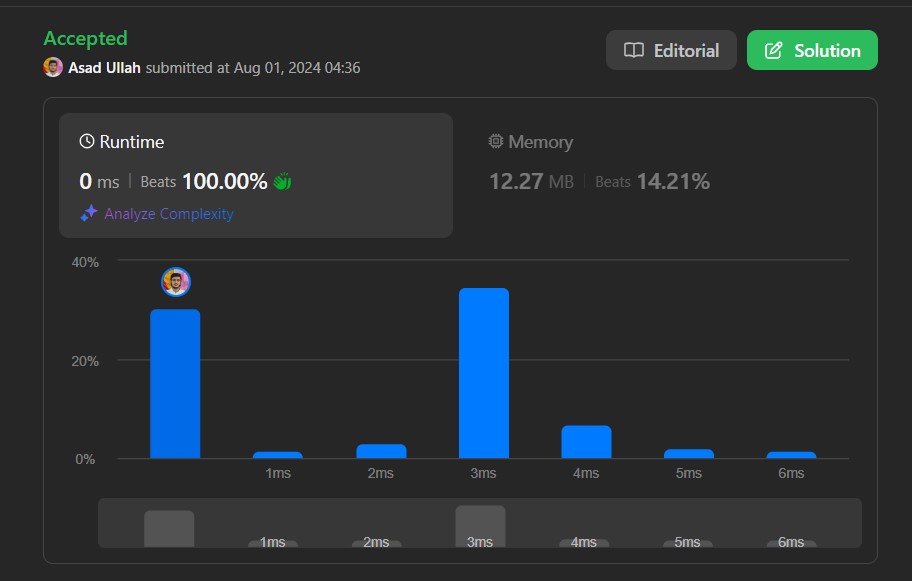 Accepted
Asad Ullah submitted at Aug 01, 2024 04:36
Editorial
Solution
Runtime
0 ms | Beats 100.00%
Analyze Complexity
Memory
12.27 MB | Beats 14.21%
40%
20%
0%
1ms 2ms 3ms 4ms 5ms 6ms
1ms 2ms 3ms 4ms 5ms 6ms